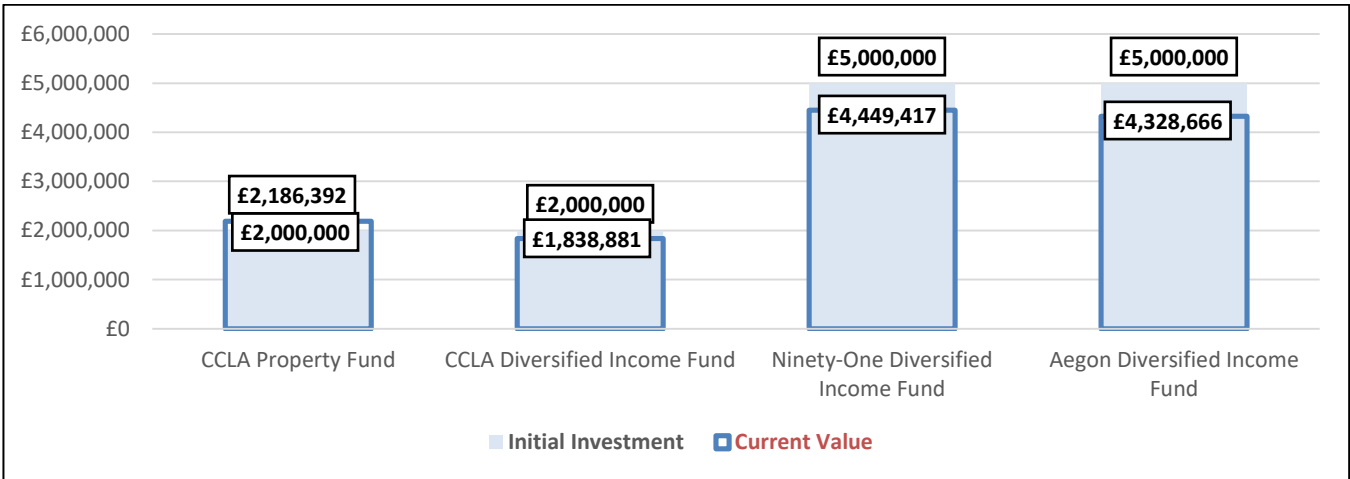 £6,000,000
£5,000,000
£4,000,000
£3,000,000
£2,000,000
£1,000,000
£0
£2,186,392
£2,000,000
£2,000,000
£1,838,881
£5,000,000
£4,449,417
£5,000,000
£4,328,666
CCLA Property Fund
CCLA Diversified Income Fund
Ninety-One Diversified
Income Fund
Aegon Diversified Income
Fund
Initial Investment
Current Value